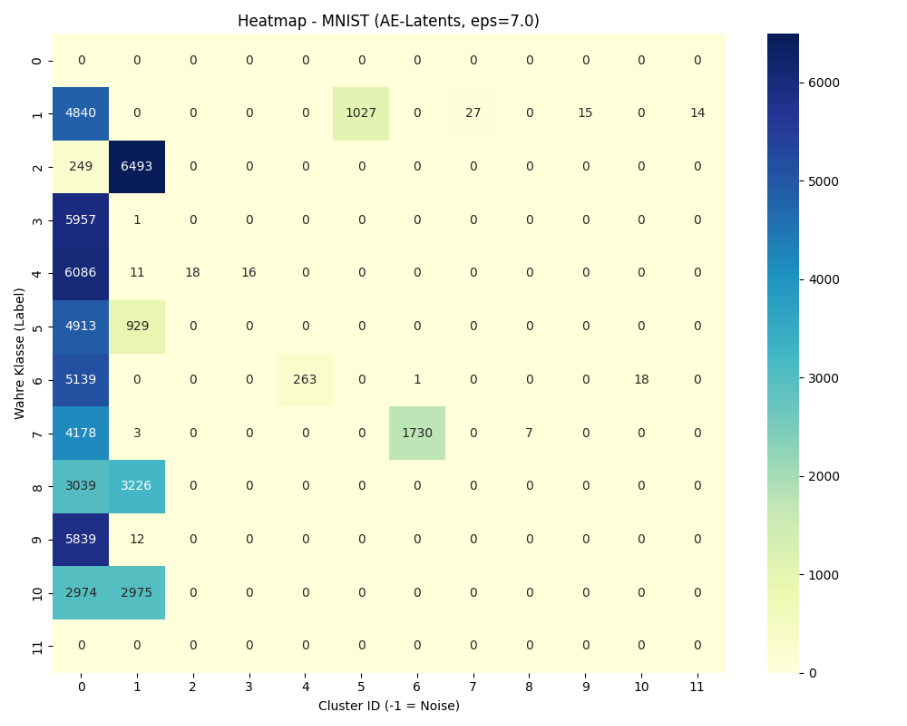 Heatmap - MNIST (AE-Latents, eps=7.0)
0 0 0 0 0 0 0 0 0 0 0 0 0
1 4840 0 0 0 0 1027 0 27 0 15 0 14
2 249 6493 0 0 0 0 0 0 0 0 0 0
3 5957 1 0 0 0 0 0 0 0 0 0 0
4 6086 11 18 16 0 0 0 0 0 0 0 0
5 4913 929 0 0 0 0 0 0 0 0 0 0
6 5139 0 0 0 263 0 1 0 0 0 18 0
7 4178 3 0 0 0 0 1730 0 7 0 0 0
8 3039 3226 0 0 0 0 0 0 0 0 0 0
9 5839 12 0 0 0 0 0 0 0 0 0 0
10 2974 2975 0 0 0 0 0 0 0 0 0 0
11 0 0 0 0 0 0 0 0 0 0 0 0
0 1 2 3 4 5 6 7 8 9 10 11
Cluster ID (-1 = Noise)
Wahre Klasse (Label)
6000
5000
4000
3000
2000
1000
0